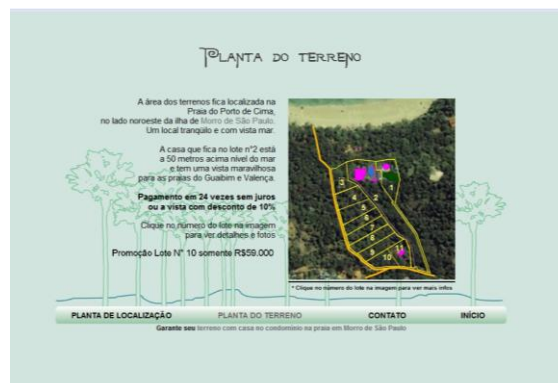 PLANTA DO TERRENO
A área dos terrenos fica localizada na
Praia do Porto de Cima,
no lado noroeste da ilha de Morro de São Paulo.
Um local tranqüilo e com vista mar.
A casa que fica no lote n°2 está
a 50 metros acima nível do mar
e tem uma vista maravilhosa
para as praias do Guaibim e Valença.
Pagamento em 24 vezes sem juros
ou a vista com desconto de 10%
Clique no número do lote na imagem
para ver detalhes e fotos
Promoção Lote N° 10 somente R$59.000
3
4
2
1
5
6
7
8
9
10
11
* Clique no número do lote na imagem para ver mais infos
PLANTA DE LOCALIZAÇÃO PLANTA DO TERRENO CONTATO INÍCIO
Garante seu terreno com casa no condomínio na praia em Morro de São Paulo